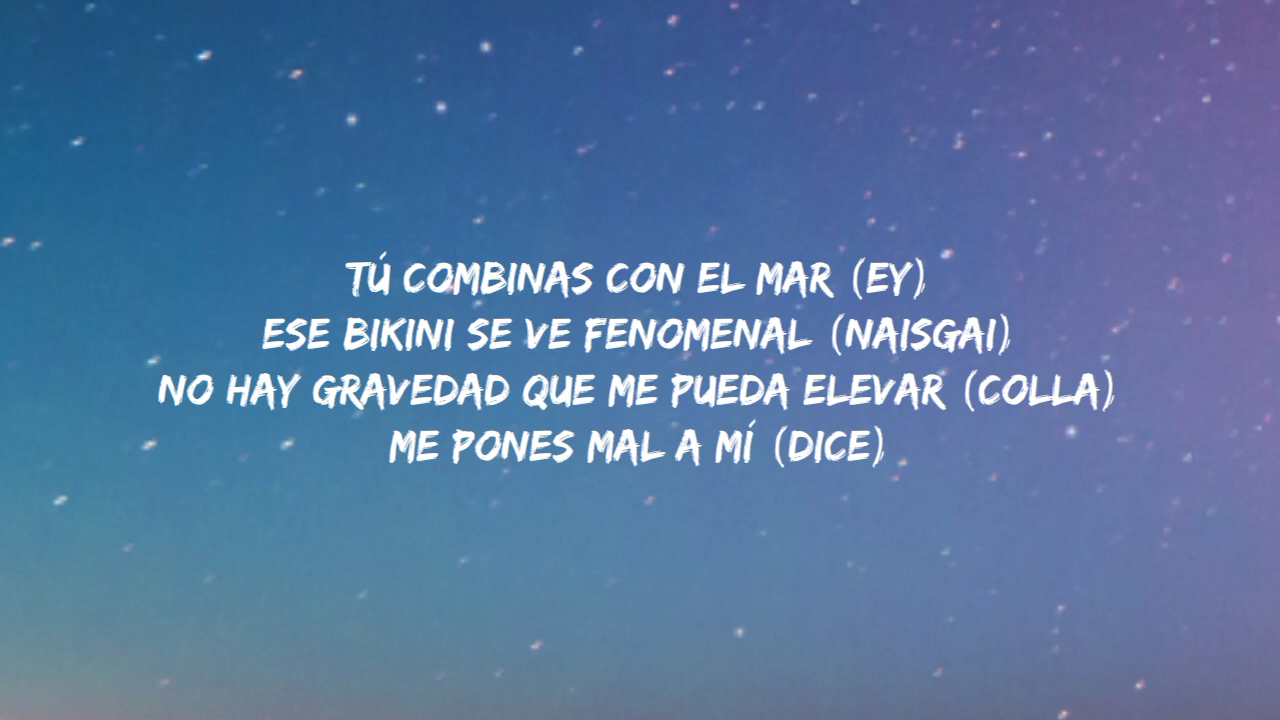 TÚ COMBINAS CON EL MAR (EY)
ESE BIKINI SE VE FENOMENAL (NAISGAI)
NO HAY GRAVEDAD QUE ME PUEDA ELEVAR (COLLA)
ME PONES MAL A MÍ (DICE)